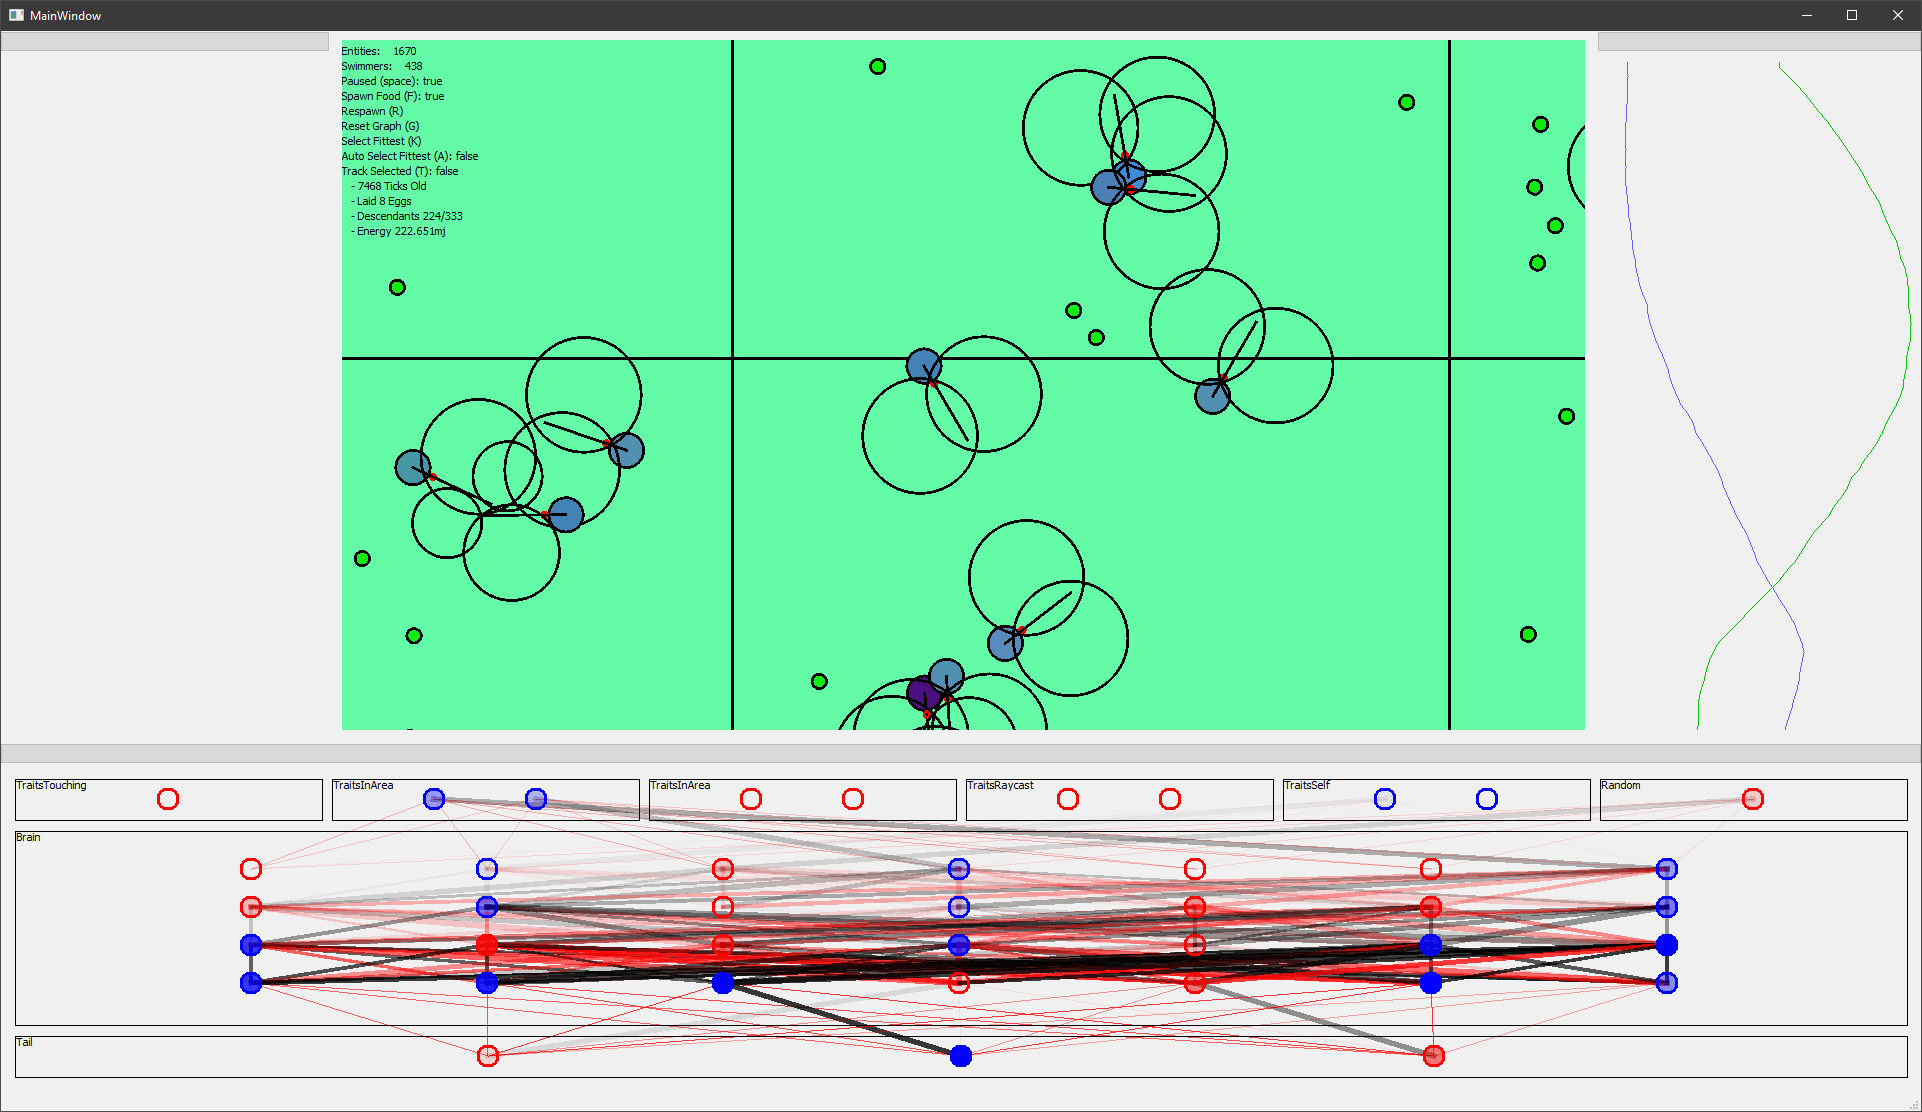 MainWindow
Entities: 1670
Swimmers: 438
Paused (space): true
Spawn Food (F): true
Respawn (R)
Reset Graph (G)
Select Fittest (K)
Auto Select Fittest (A): false
Track Selected (T): false
- 7468 Ticks Old
- Laid 8 Eggs
- Descendants 224/333
- Energy 222.651mj
TraitsTouching
TraitsInArea
TraitsInArea
TraitsRaycast
TraitsSelf
Random
Brain
Tail